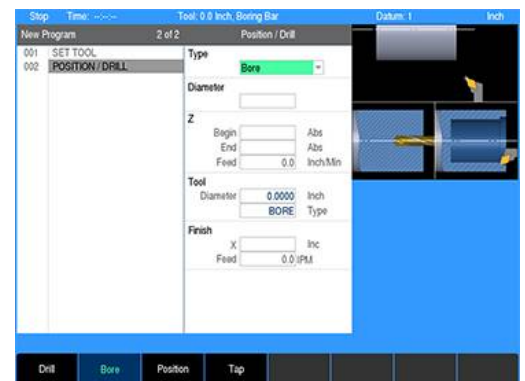 Stop Time: --:--:-- Tool: 0.0 Inch, Boring Bar Datum: 1 Inch
New Program 2 of 2 Position / Drill
001 SET TOOL
002 POSITION / DRILL
Type
Bore
Diameter
Z
Begin Abs
End Abs
Feed 0.0 Inch/Min
Tool
Diameter 0.0000 Inch
BORE Type
Finish
X Inc
Feed 0.0 IPM
Drill Bore Position Tap